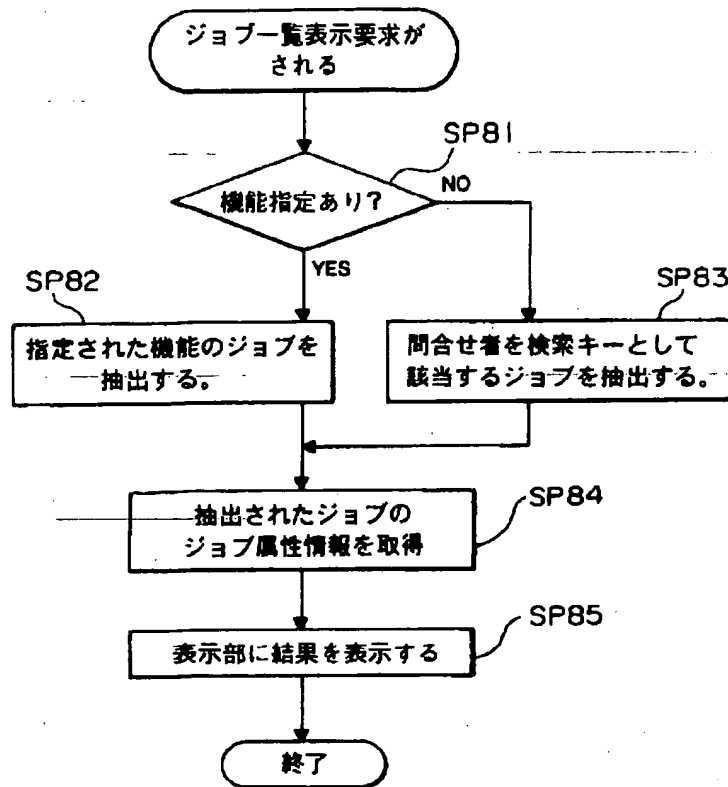 ジョブ一覧表示要求が
される
SP81
機能指定あり?
NO
YES
SP82
指定された機能のジョブを
抽出する。
SP83
問合せ者を検索キーとして
該当するジョブを抽出する。
SP84
抽出されたジョブの
ジョブ属性情報を取得
SP85
表示部に結果を表示する
終了